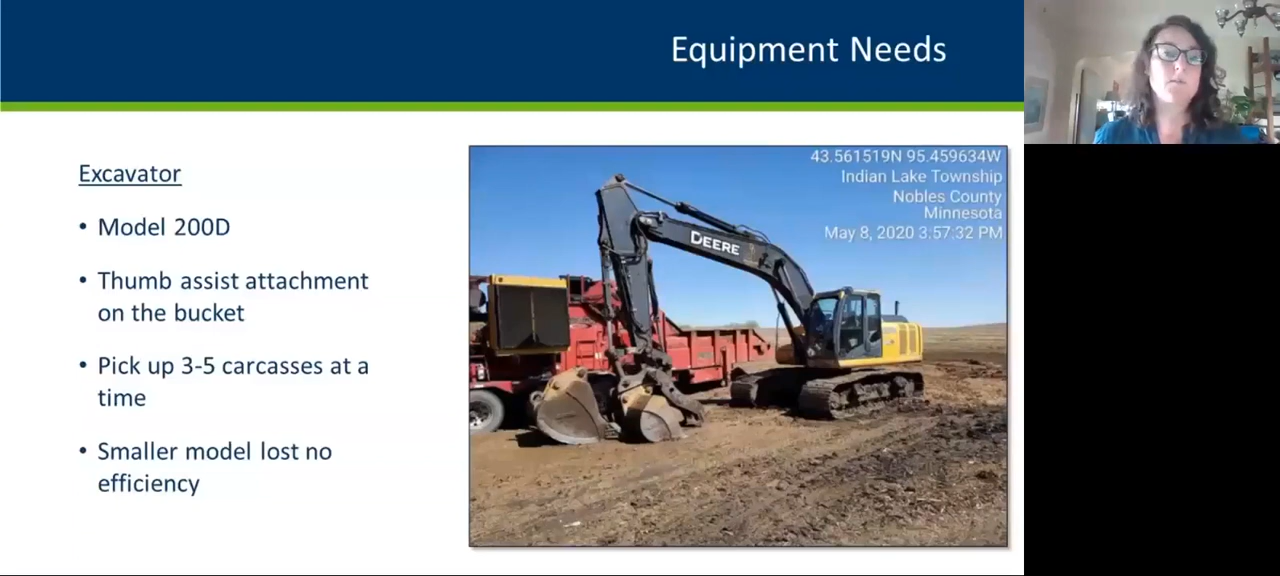 Equipment Needs
Excavator
• Model 200D
• Thumb assist attachment
on the bucket
• Pick up 3-5 carcasses at a
time
• Smaller model lost no
efficiency
43.561519N 95.459634W
Indian Lake Township
Nobles County
Minnesota
May 8, 2020 3:57:32 PM
DEERE